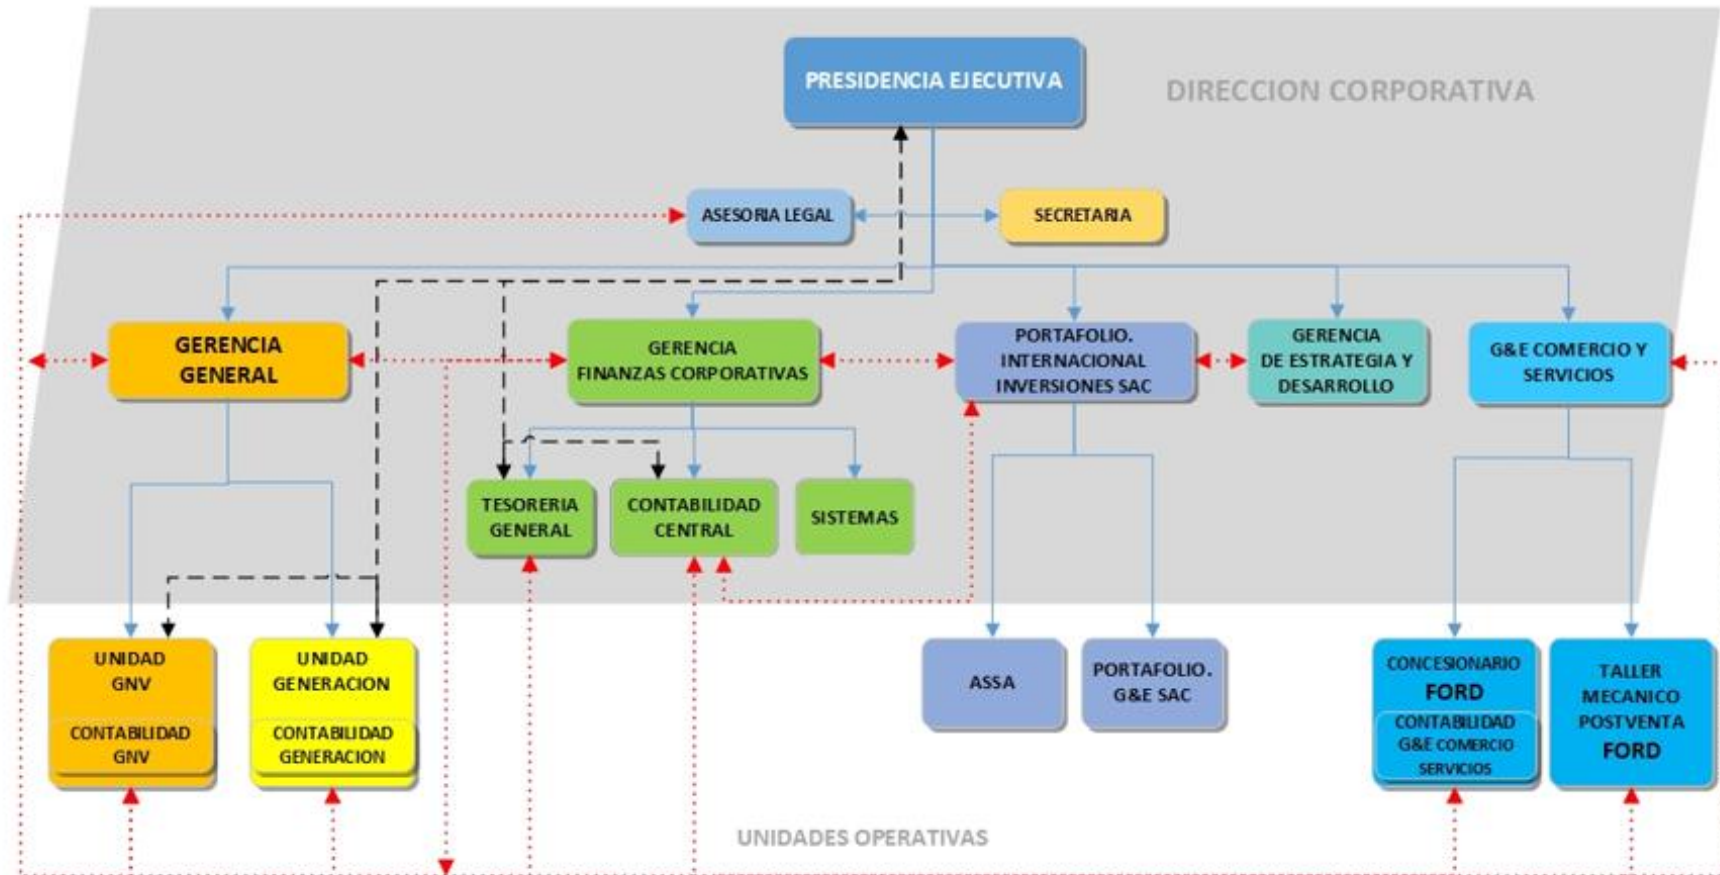 PRESIDENCIA EJECUTIVA
DIRECCION CORPORATIVA
ASESORIA LEGAL
SECRETARIA
GERENCIA
GENERAL
GERENCIA
FINANZAS CORPORATIVAS
PORTAFOLIO.
INTERNACIONAL
INVERSIONES SAC
GERENCIA
DE ESTRATEGIA Y
DESARROLLO
G&E COMERCIO Y
SERVICIOS
TESORERIA
GENERAL
CONTABILIDAD
CENTRAL
SISTEMAS
UNIDAD
GNV
CONTABILIDAD
GNV
UNIDAD
GENERACION
CONTABILIDAD
GENERACION
ASSA
PORTAFOLIO.
G&E SAC
CONCESIONARIO
FORD
CONTABILIDAD
G&E COMERCIO
SERVICIOS
TALLER
MECANICO
POSTVENTA
FORD
UNIDADES OPERATIVAS